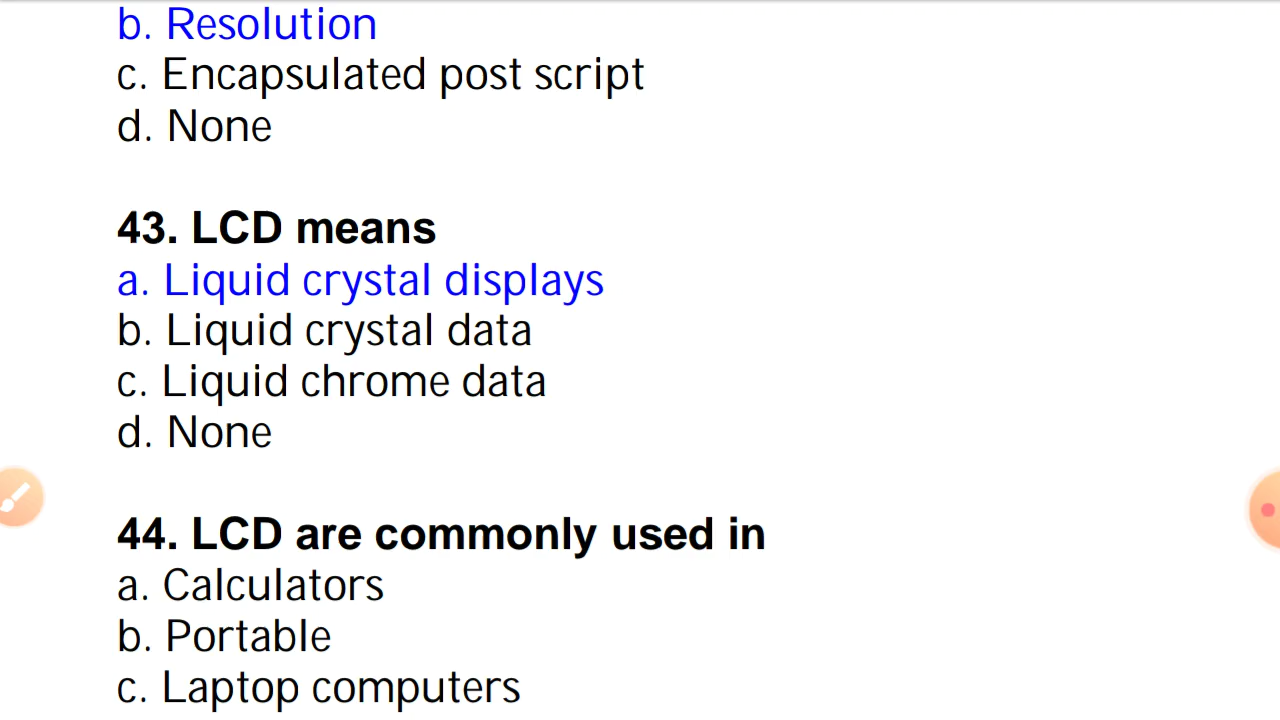 b. Resolution
c. Encapsulated post script
d. None
43. LCD means
a. Liquid crystal displays
b. Liquid crystal data
c. Liquid chrome data
d. None
44. LCD are commonly used in
a. Calculators
b. Portable
c. Laptop computers